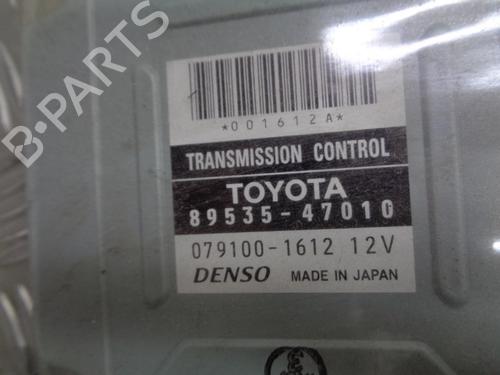 B-PARTS
*001612A*
TRANSMISSION CONTROL
TOYOTA
89535-47010
079100-1612 12V
DENSO MADE IN JAPAN